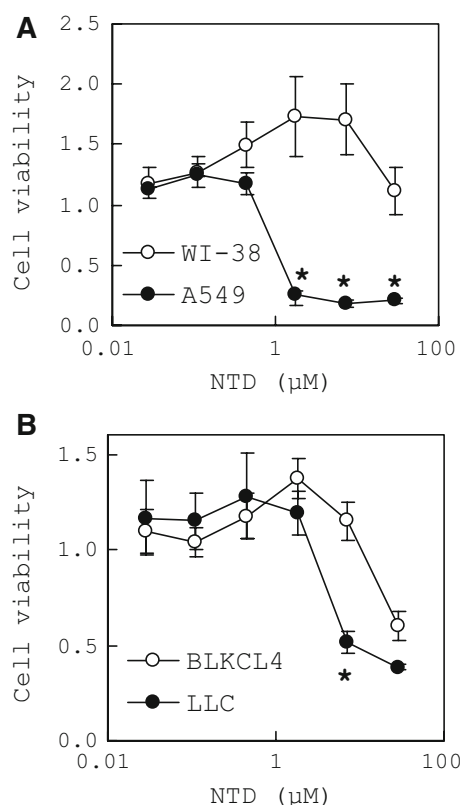 A
2.5
2.0
1.5
1.0
0.5
0.0
Cell viability
WI-38
A549
* * *
0.01 1 100
NTD (µM)
B
1.5
1.0
0.5
0.0
Cell viability
BLKCL4
LLC
*
0.01 1 100
NTD (µM)